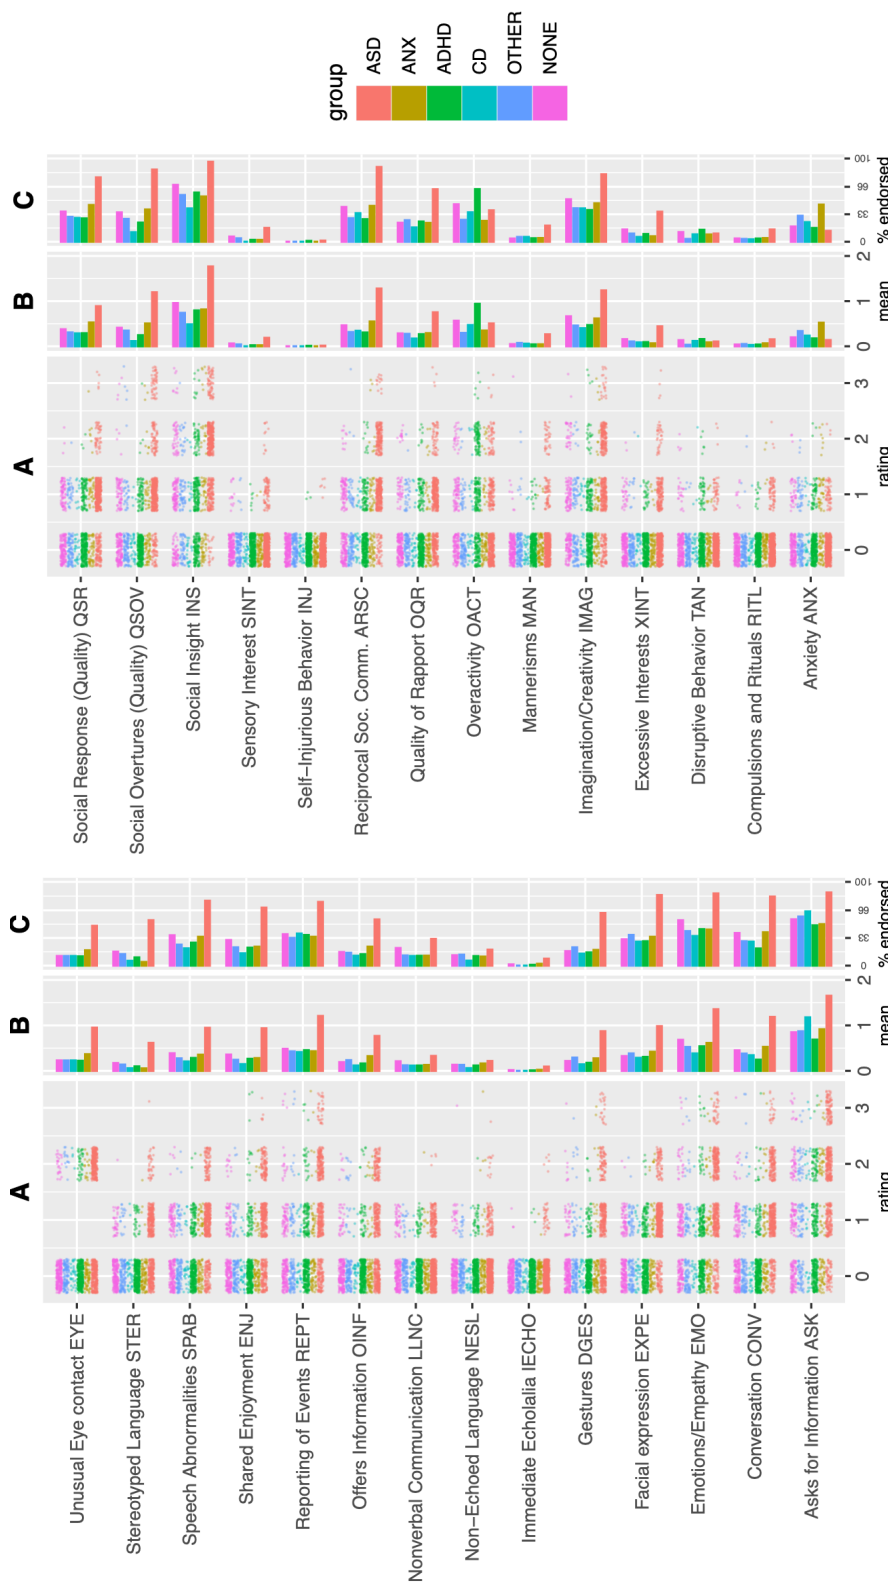 A
B
C
Unusual Eye contact EYE
Stereotyped Language STER
Speech Abnormalities SPAB
Shared Enjoyment ENJ
Reporting of Events REPT
Offers Information OINF
Nonverbal Communication LLNC
Non−Echoed Language NESL
Immediate Echolalia IECHO
Gestures DGES
Facial expression EXPE
Emotions/Empathy EMO
Conversation CONV
Asks for Information ASK
0 1 2 3
0 1 2
0 33 66 100
rating
mean
% endorsed
A
B
C
Social Response (Quality) QSR
Social Overtures (Quality) QSOV
Social Insight INS
Sensory Interest SINT
Self−Injurious Behavior INJ
Reciprocal Soc. Comm. ARSC
Quality of Rapport OQR
Overactivity OACT
Mannerisms MAN
Imagination/Creativity IMAG
Excessive Interests XINT
Disruptive Behavior TAN
Compulsions and Rituals RITL
Anxiety ANX
0 1 2 3
0 1 2
0 33 66 100
rating
mean
% endorsed
group
ASD
ANX
ADHD
CD
OTHER
NONE